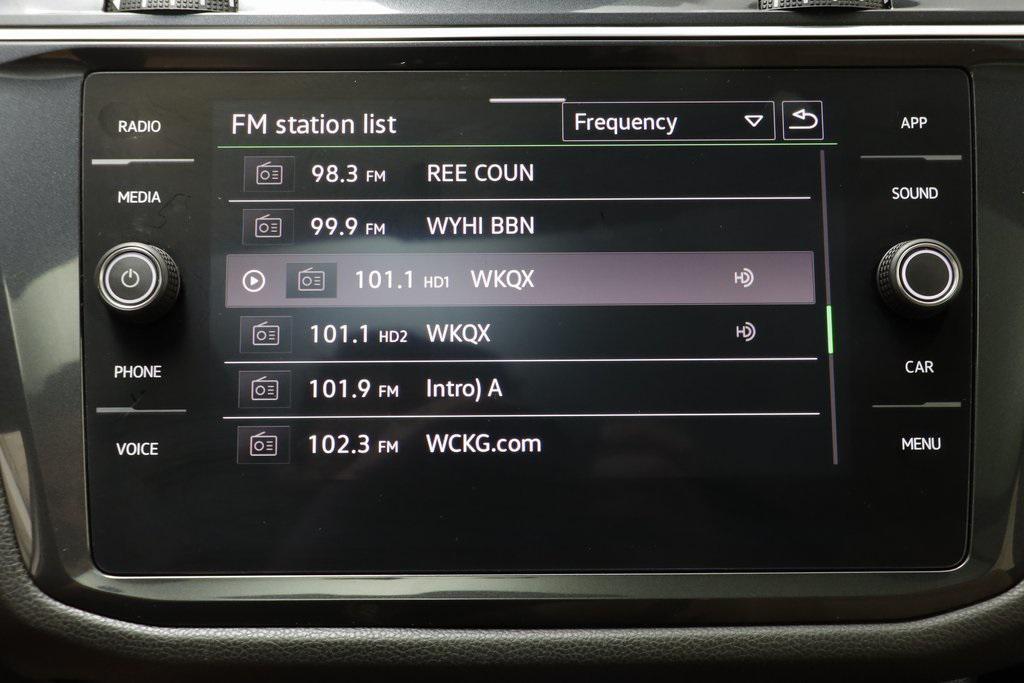 RADIO
MEDIA
PHONE
VOICE
FM station list
Frequency
98.3 FM REE COUN
99.9 FM WYHI BBN
101.1 HD1 WKQX HD
101.1 HD2 WKQX HD
101.9 FM Intro) A
102.3 FM WCKG.com
APP
SOUND
CAR
MENU